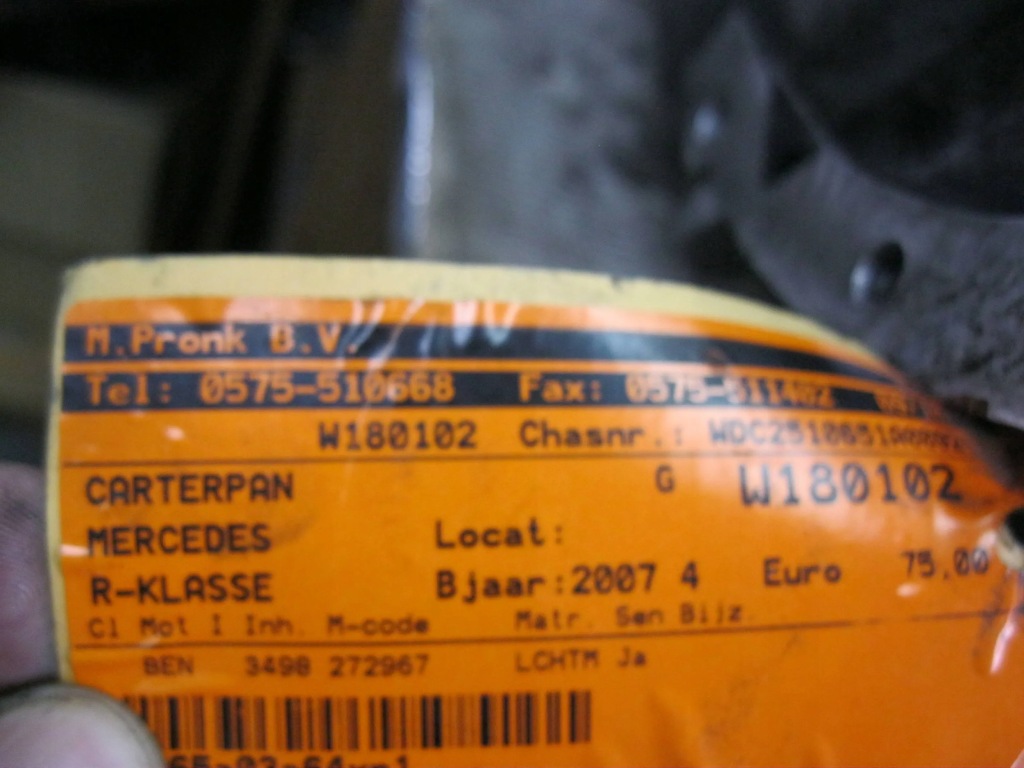 M.Pronk B.V.
Tel: 0575-510668 Fax: 0575-511402
W180102 Chasnr.:
CARTERPAN G W180102
MERCEDES Locat:
R-KLASSE Bjaar:2007 4 Euro 75,00
Cl Mot I Inh. M-code Matr. Sen Bijz.
BEN 3498 272967 LCHTM Ja